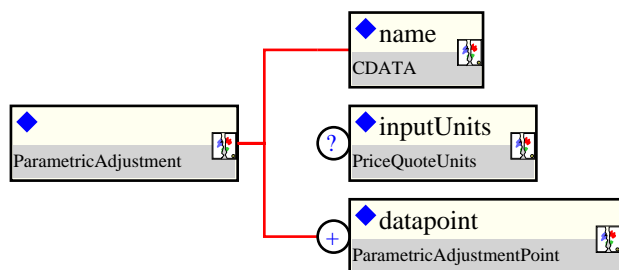 name
CDATA
ParametricAdjustment
?
inputUnits
PriceQuoteUnits
+
datapoint
ParametricAdjustmentPoint